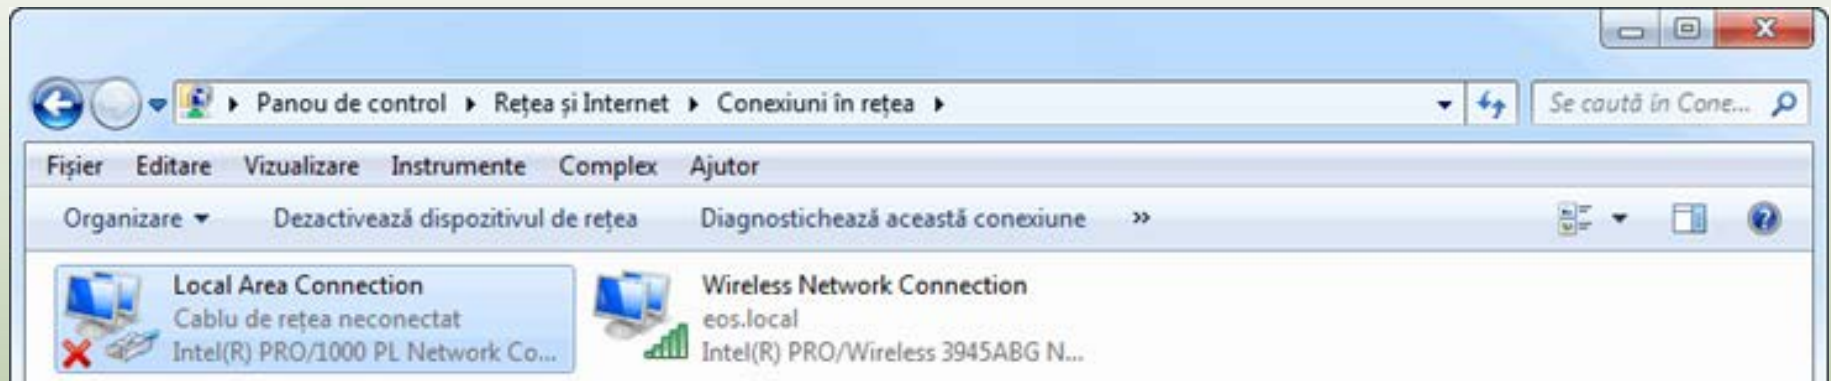 Panou de control ▸ Rețea și Internet ▸ Conexiuni în rețea ▸ Se caută în Cone...
Fișier Editare Vizualizare Instrumente Complex Ajutor
Organizare Dezactivează dispozitivul de rețea Diagnostichează această conexiune »
Local Area Connection
Cablu de rețea neconectat
Intel(R) PRO/1000 PL Network Co...
Wireless Network Connection
eos.local
Intel(R) PRO/Wireless 3945ABG N...